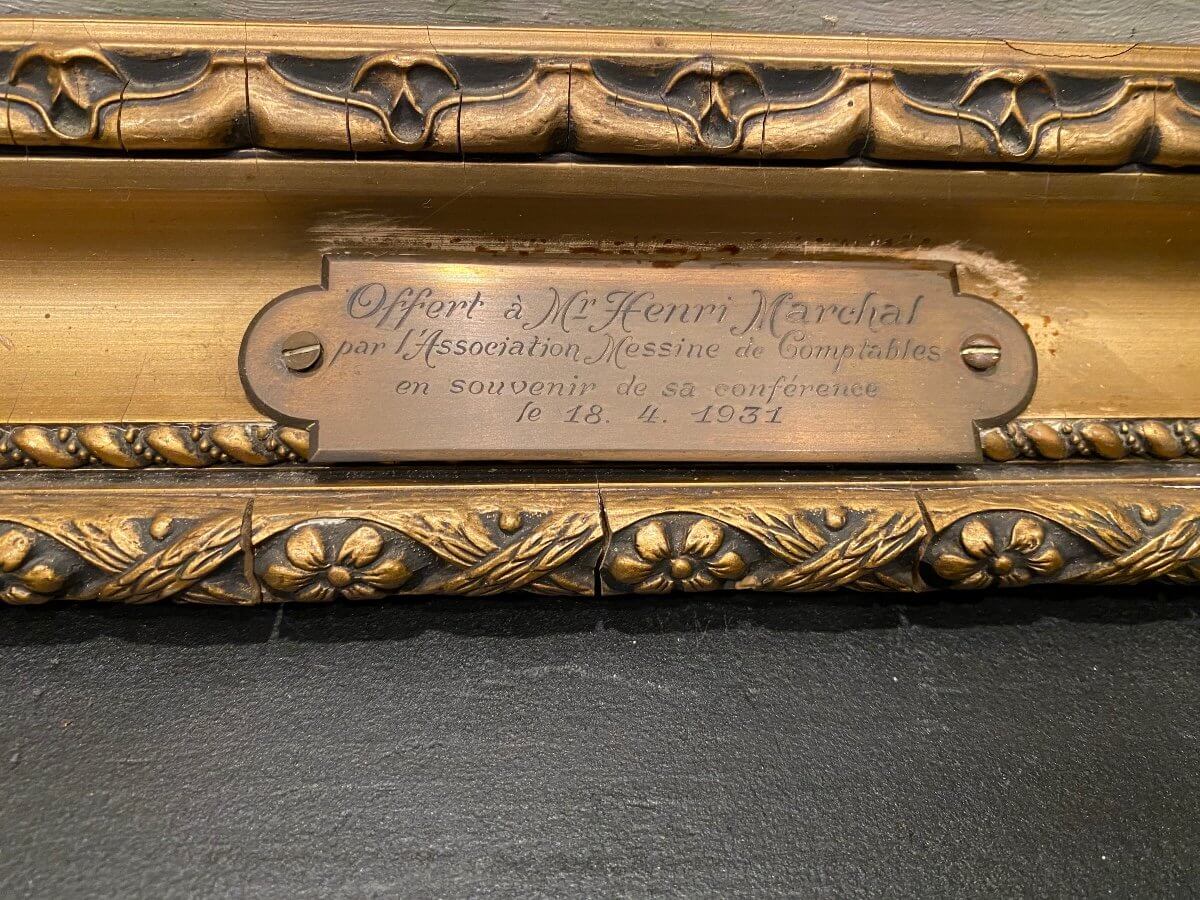 Offert à Mr Henri Marchal
par l'Association Messine de Comptables
en souvenir de sa conférence
le 18. 4. 1931